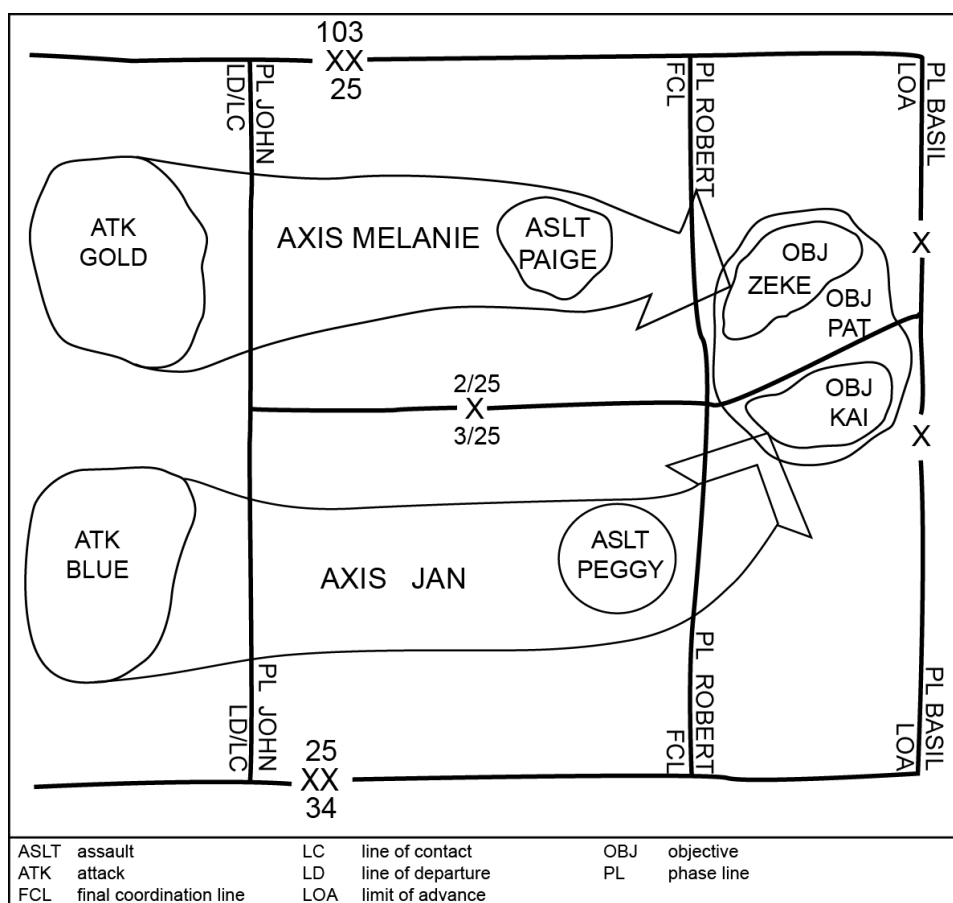 103
XX
25
LD/LC
PL JOHN
FCL
PL ROBERT
LOA
PL BASIL
ATK
GOLD
AXIS MELANIE
ASLT
PAIGE
OBJ
ZEKE
OBJ
PAT
X
2/25
X
3/25
OBJ
KAI
X
ATK
BLUE
AXIS JAN
ASLT
PEGGY
LD/LC
PL JOHN
FCL
PL ROBERT
LOA
PL BASIL
25
XX
34
ASLT assault
LC line of contact
OBJ objective
ATK attack
LD line of departure
PL phase line
FCL final coordination line
LOA limit of advance